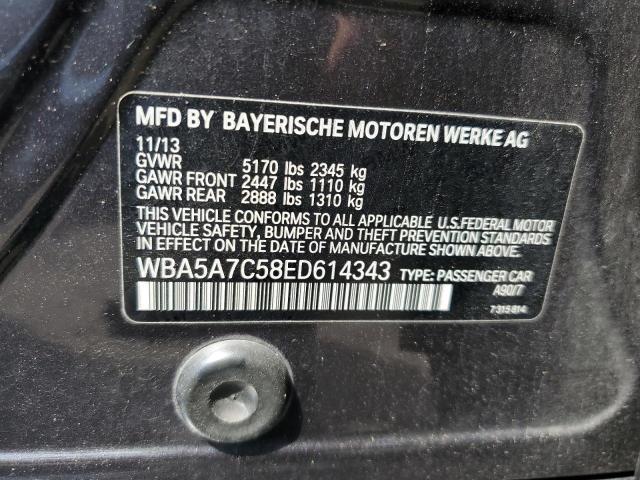 MFD BY BAYERISCHE MOTOREN WERKE AG
11/13
GVWR 5170 lbs 2345 kg
GAWR FRONT 2447 lbs 1110 kg
GAWR REAR 2888 lbs 1310 kg
THIS VEHICLE CONFORMS TO ALL APPLICABLE U.S.FEDERAL MOTOR
VEHICLE SAFETY, BUMPER AND THEFT PREVENTION
STANDARDS IN EFFECT ON THE DATE OF MANUFACTURE SHOWN ABOVE.
WBA5A7C58ED614343 TYPE: PASSENGER CAR
A90/7
7315814